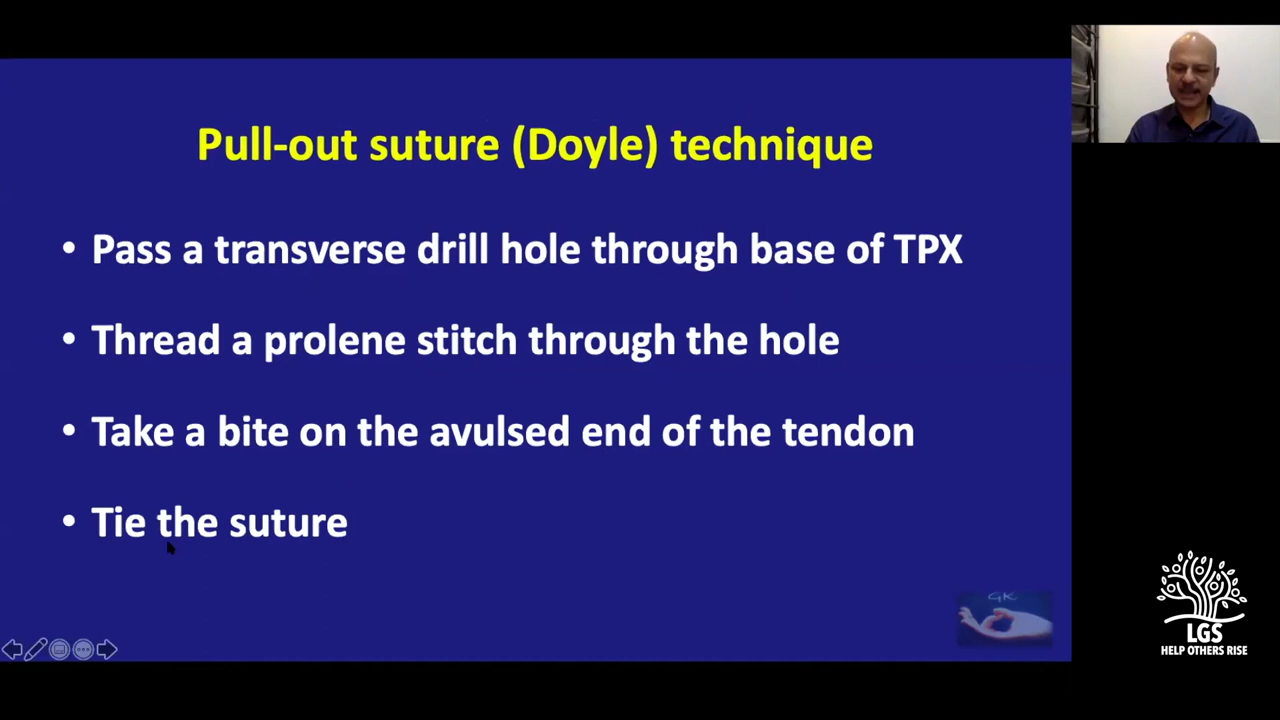 Pull-out suture (Doyle) technique
• Pass a transverse drill hole through base of TPX
• Thread a prolene stitch through the hole
• Take a bite on the avulsed end of the tendon
• Tie the suture
GK
LGS
HELP OTHERS RISE